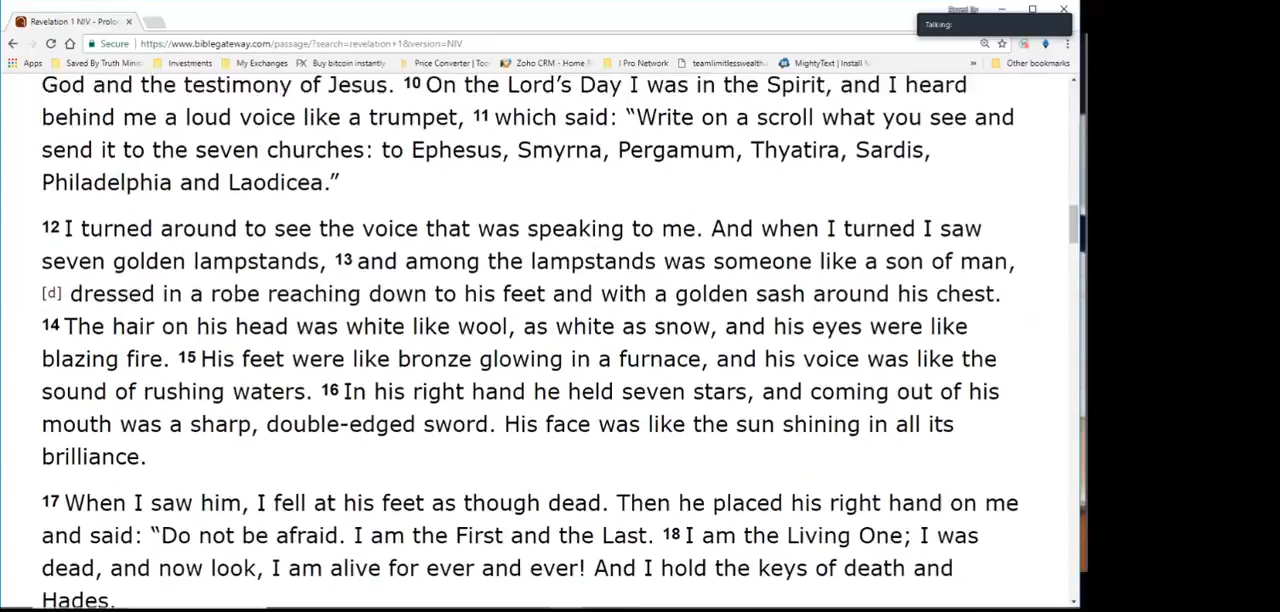 Revelation 1 NIV - Prolo
Talking:
Secure https://www.biblegateway.com/passage/?search=revelation+1&version=NIV
Apps Saved By Truth Minis Investments My Exchanges Buy bitcoin instantly Price Converter | Too Zoho CRM - Home P I Pro Network teamlimitlesswealth MightyText | Install N » Other bookmarks
God and the testimony of Jesus. 10 On the Lord’s Day I was in the Spirit, and I heard
behind me a loud voice like a trumpet, 11 which said: “Write on a scroll what you see and
send it to the seven churches: to Ephesus, Smyrna, Pergamum, Thyatira, Sardis,
Philadelphia and Laodicea.”
12 I turned around to see the voice that was speaking to me. And when I turned I saw
seven golden lampstands, 13 and among the lampstands was someone like a son of man,
[d] dressed in a robe reaching down to his feet and with a golden sash around his chest.
14 The hair on his head was white like wool, as white as snow, and his eyes were like
blazing fire. 15 His feet were like bronze glowing in a furnace, and his voice was like the
sound of rushing waters. 16 In his right hand he held seven stars, and coming out of his
mouth was a sharp, double-edged sword. His face was like the sun shining in all its
brilliance.
17 When I saw him, I fell at his feet as though dead. Then he placed his right hand on me
and said: “Do not be afraid. I am the First and the Last. 18 I am the Living One; I was
dead, and now look, I am alive for ever and ever! And I hold the keys of death and
Hades.